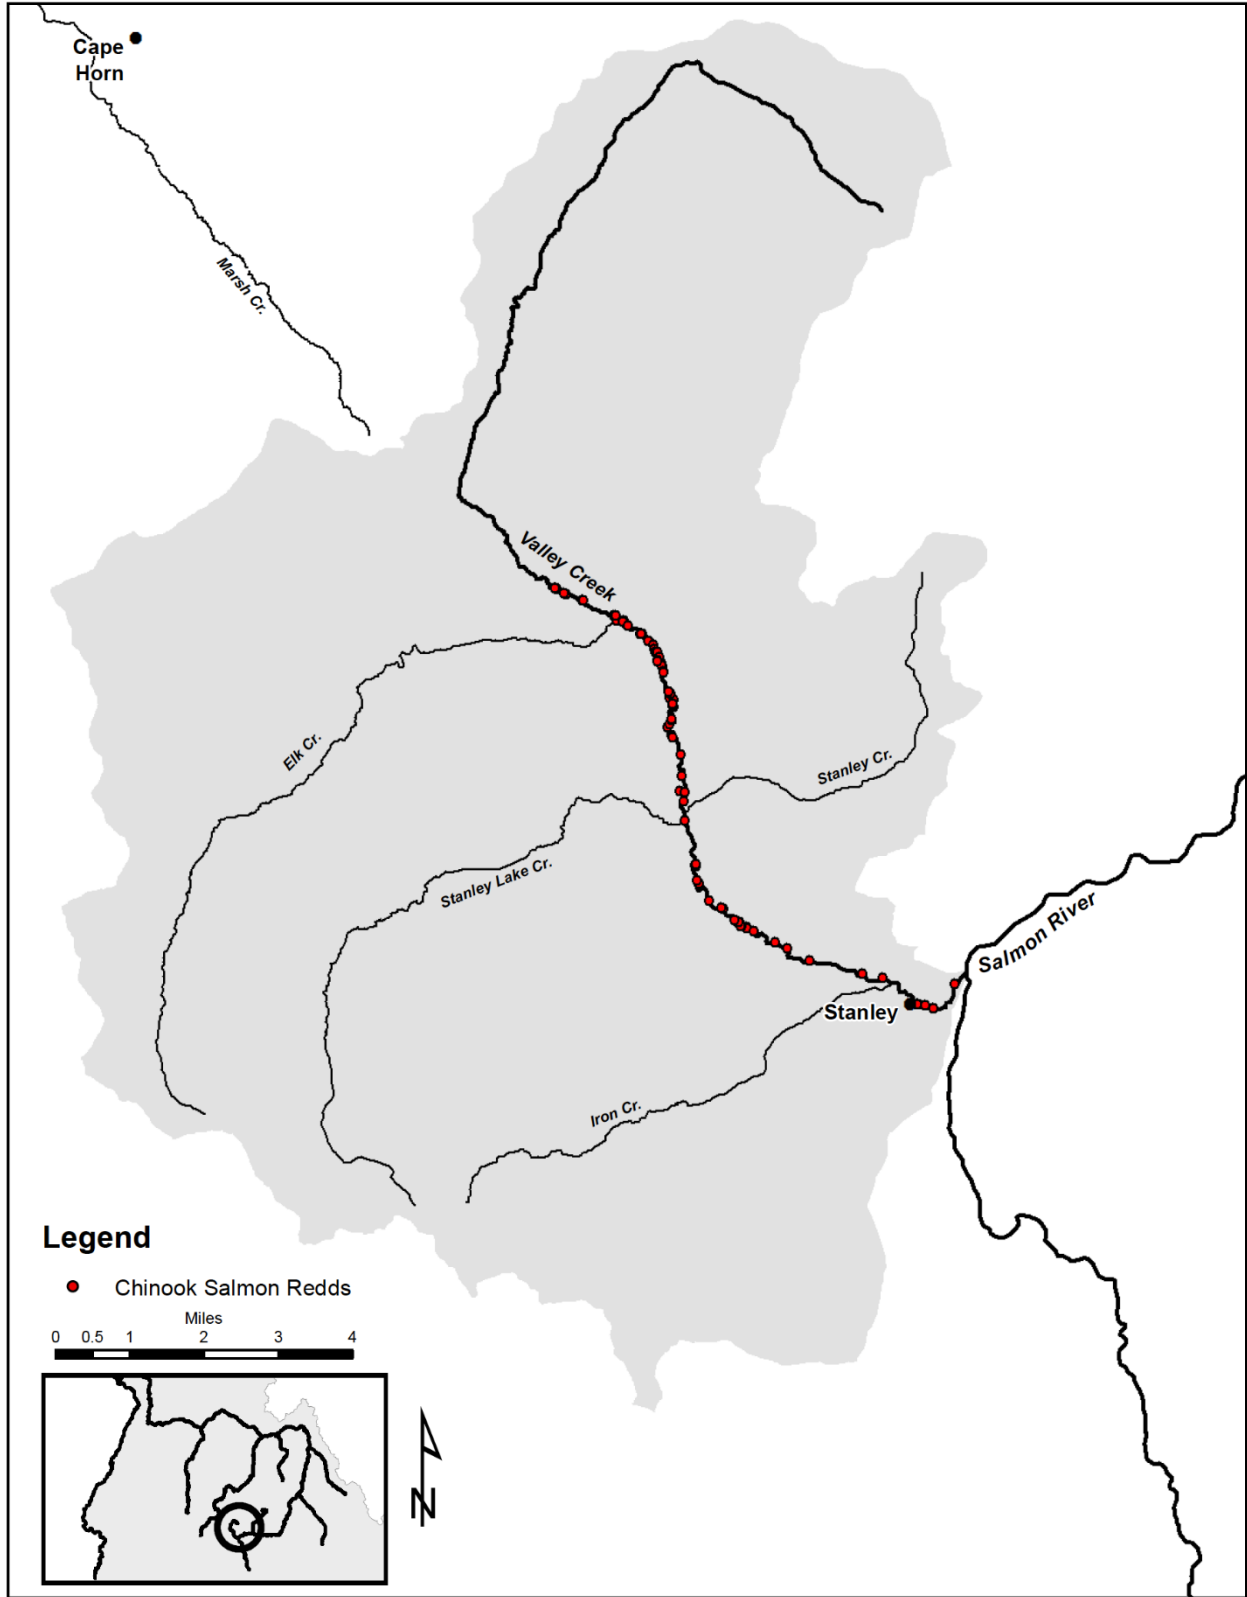 Cape
Horn
Marsh Cr.
Valley Creek
Elk Cr.
Stanley Cr.
Stanley Lake Cr.
Salmon River
Stanley
Iron Cr.
Legend
Chinook Salmon Redds
Miles
0 0.5 1 2 3 4
N